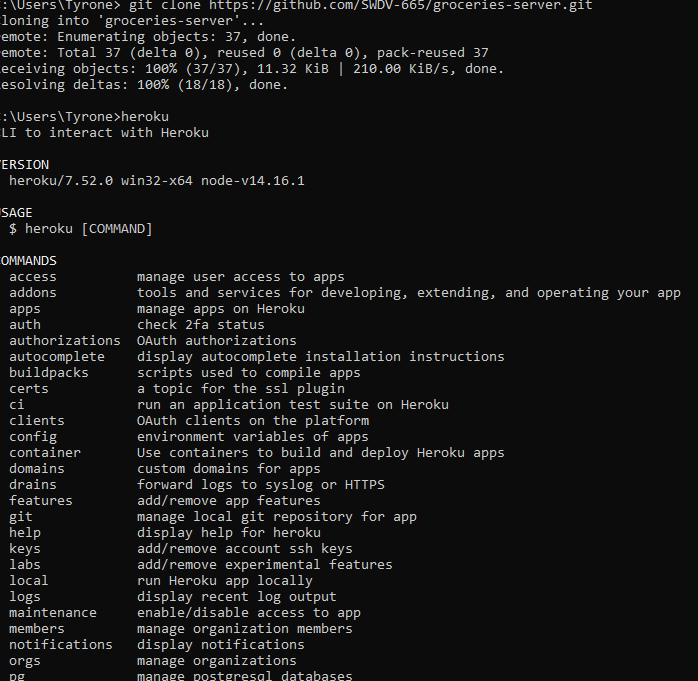 :\Users\Tyrone> git clone https://github.com/SWDV-665/groceries-server.git
loning into 'groceries-server'...
emote: Enumerating objects: 37, done.
emote: Total 37 (delta 0), reused 0 (delta 0), pack-reused 37
eceiving objects: 100% (37/37), 11.32 KiB | 210.00 KiB/s, done.
esolving deltas: 100% (18/18), done.
:\Users\Tyrone>heroku
LI to interact with Heroku
ERSION
heroku/7.52.0 win32-x64 node-v14.16.1
SAGE
$ heroku [COMMAND]
OMMANDS
access manage user access to apps
addons tools and services for developing, extending, and operating your app
apps manage apps on Heroku
auth check 2fa status
authorizations OAuth authorizations
autocomplete display autocomplete installation instructions
buildpacks scripts used to compile apps
certs a topic for the ssl plugin
ci run an application test suite on Heroku
clients OAuth clients on the platform
config environment variables of apps
container Use containers to build and deploy Heroku apps
domains custom domains for apps
drains forward logs to syslog or HTTPS
features add/remove app features
git manage local git repository for app
help display help for heroku
keys add/remove account ssh keys
labs add/remove experimental features
local run Heroku app locally
logs display recent log output
maintenance enable/disable access to app
members manage organization members
notifications display notifications
orgs manage organizations
pg manage postgresql databases